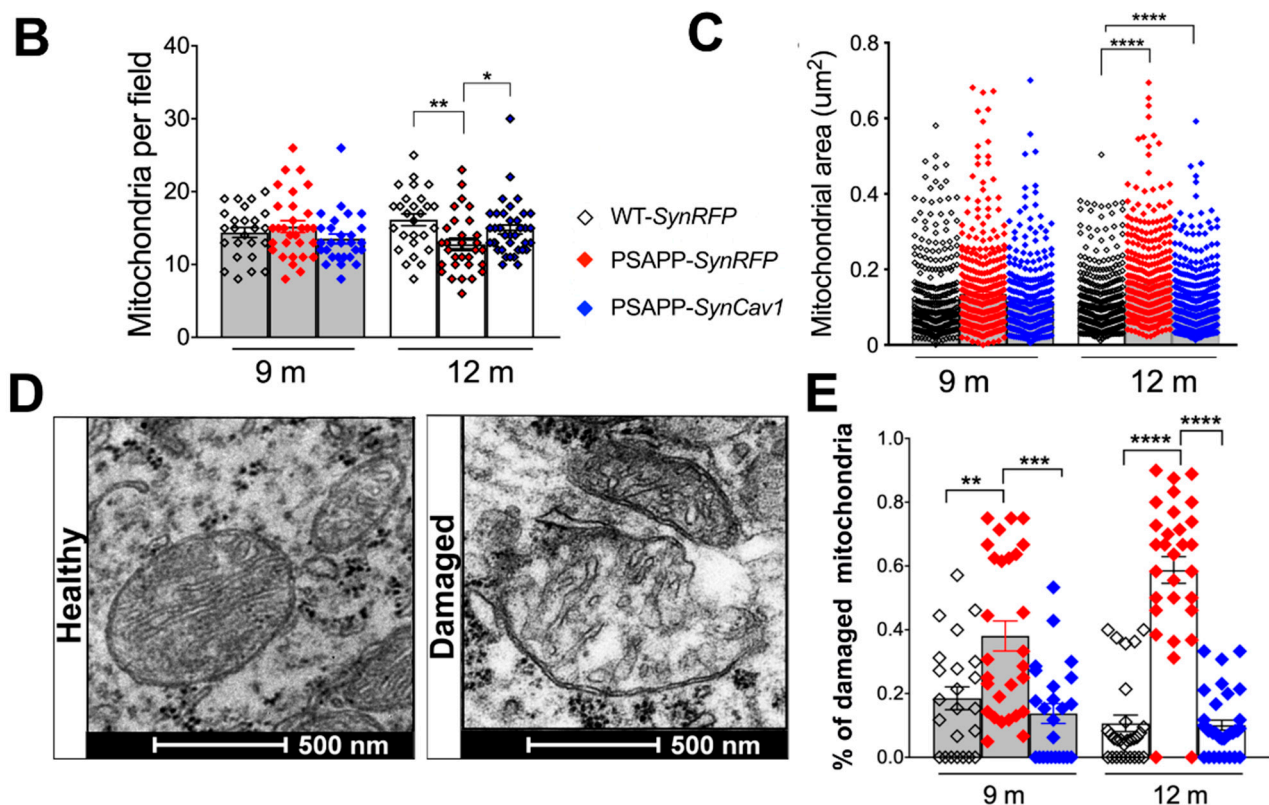 B
Mitochondria per field
40
30
20
10
0
**
*
9 m
12 m
WT-SynRFP
PSAPP-SynRFP
PSAPP-SynCav1
C
Mitochondrial area (um²)
0.8
0.6
0.4
0.2
0
****
****
9 m
12 m
D
Healthy
500 nm
Damaged
500 nm
E
% of damaged mitochondria
1.0
0.8
0.6
0.4
0.2
0.0
**
***
****
****
9 m
12 m